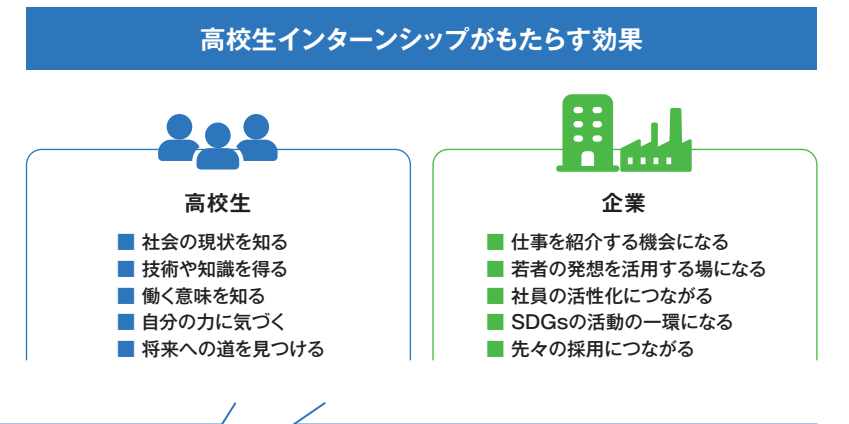 高校生インターンシップがもたらす効果
高校生
社会の現状を知る
技術や知識を得る
働く意味を知る
自分の力に気づく
将来への道を見つける
企業
仕事を紹介する機会になる
若者の発想を活用する場になる
社員の活性化につながる
SDGsの活動の一環になる
先々の採用につながる